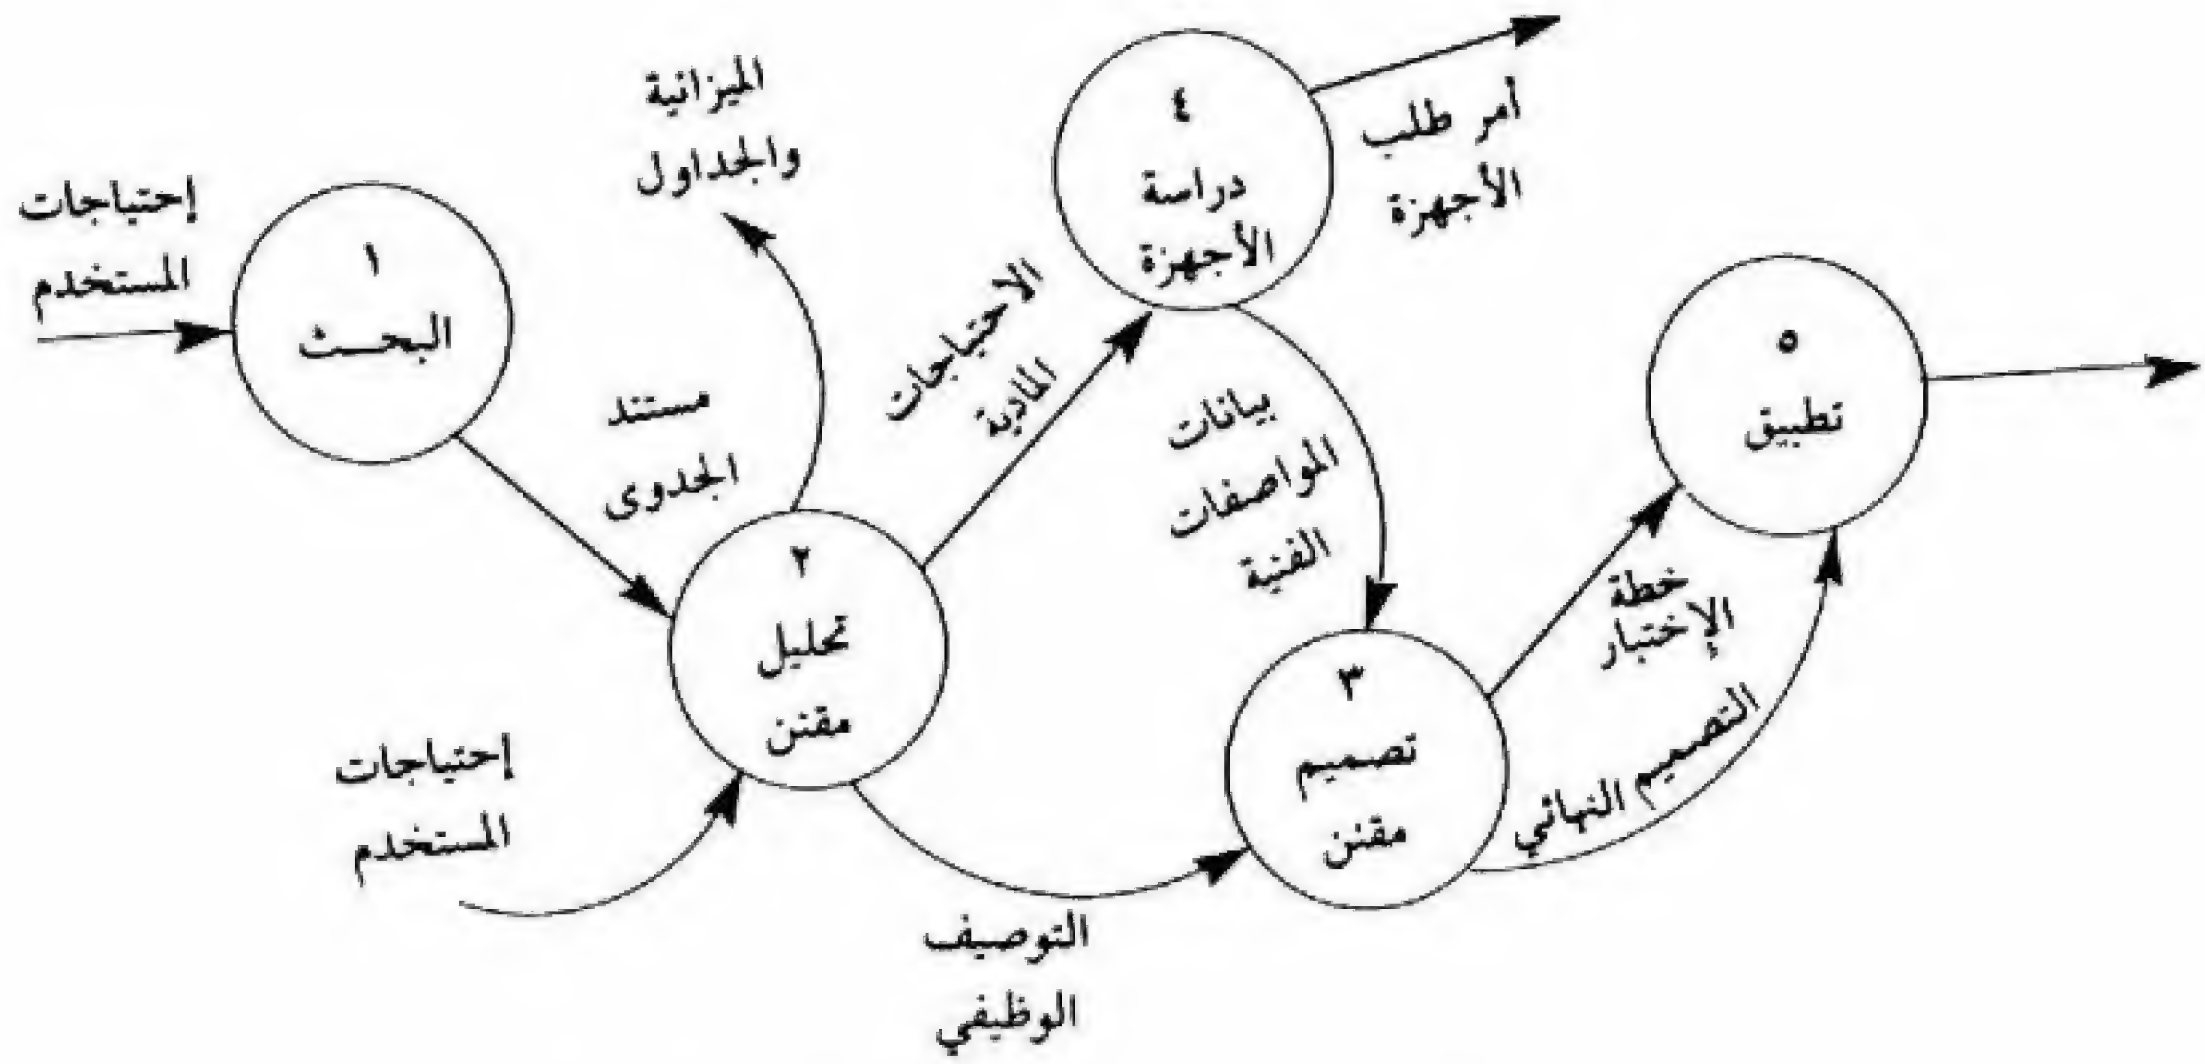 إحتياجات
المستخدم
١
البحث
مستند
الجدوى
الميزانية
والجداول
٢
تحليل
مقنن
إحتياجات
المستخدم
الاحتياجات
المادية
٤
دراسة
الأجهزة
أمر طلب
الأجهزة
بيانات
المواصفات
الفنية
التوصيف
الوظيفي
٣
تصميم
مقنن
خطة
الإختبار
التصميم النهائي
٥
تطبيق